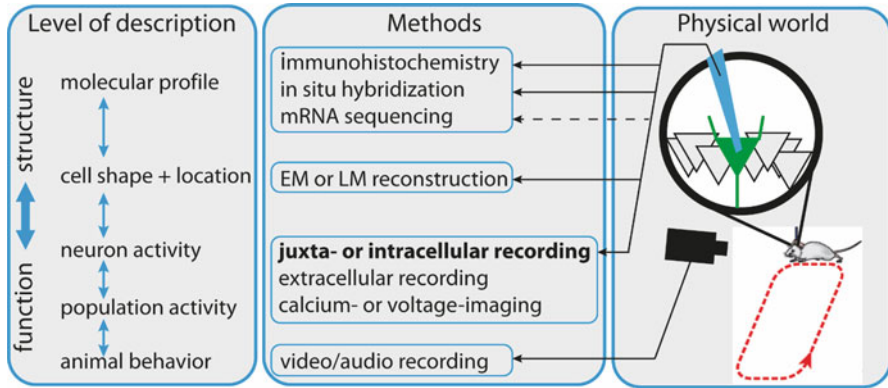 Level of description
structure
function
molecular profile
cell shape + location
neuron activity
population activity
animal behavior
Methods
immunohistochemistry
in situ hybridization
mRNA sequencing
EM or LM reconstruction
juxta- or intracellular recording
extracellular recording
calcium- or voltage-imaging
video/audio recording
Physical world